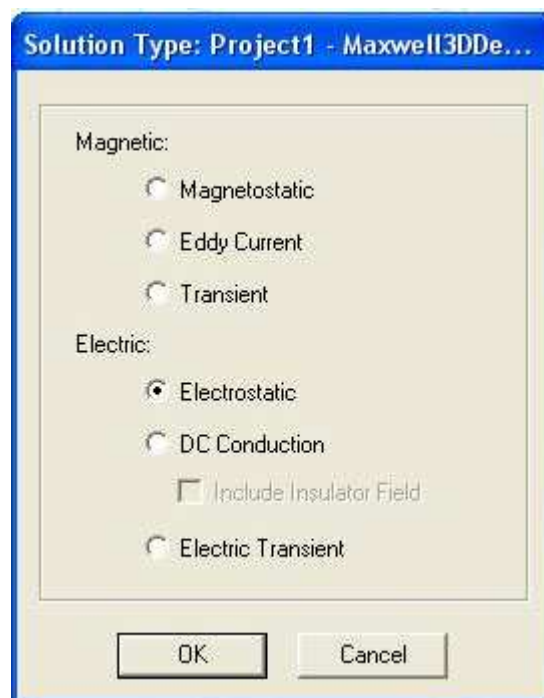 Solution Type: Project1 - Maxwell3DDe...
Magnetic:
Magnetostatic
Eddy Current
Transient
Electric:
Electrostatic
DC Conduction
Include Insulator Field
Electric Transient
OK
Cancel